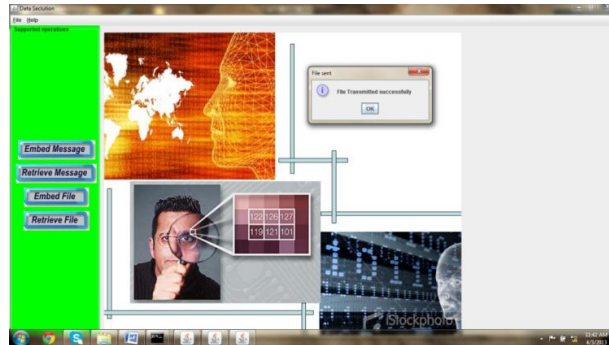 Data Seclution
File Help
Supported operations
Embed Message
Retrieve Message
Embed File
Retrieve File
File sent
File Transmitted successfully
OK
122 126 127
119 121 101
iStockphoto
11:42 AM